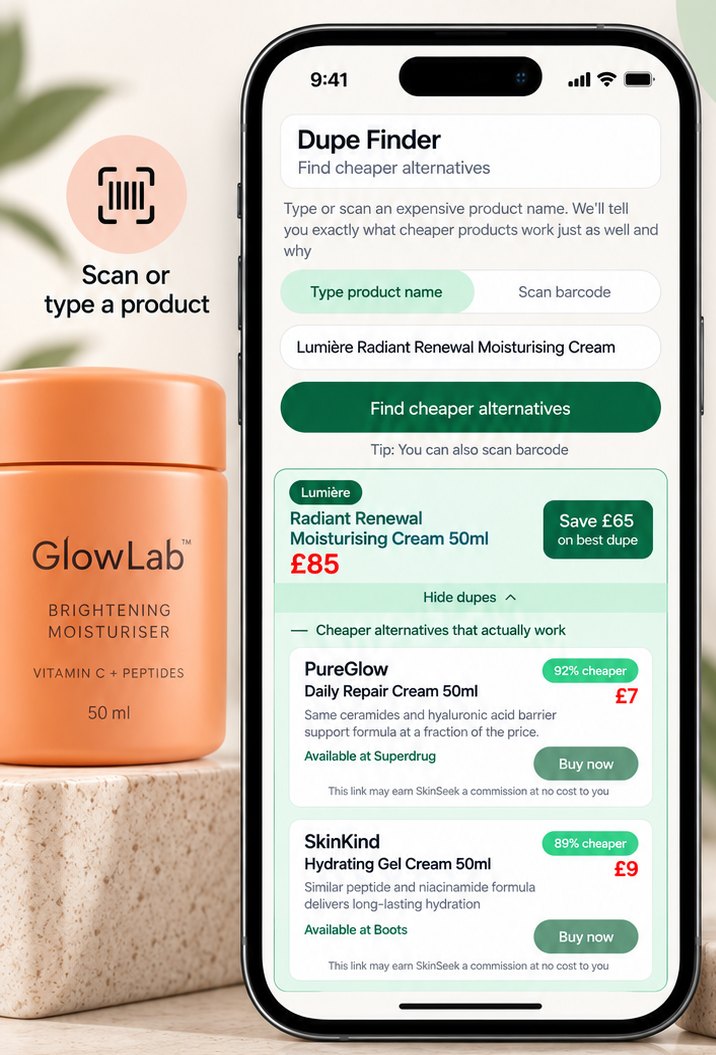 Scan or
type a product
GlowLab™
BRIGHTENING
MOISTURISER
VITAMIN C + PEPTIDES
50 ml
9:41
Dupe Finder
Find cheaper alternatives
Type or scan an expensive product name. We'll tell
you exactly what cheaper products work just as well and
why
Type product name
Scan barcode
Lumière Radiant Renewal Moisturising Cream
Find cheaper alternatives
Tip: You can also scan barcode
Lumière
Radiant Renewal
Moisturising Cream 50ml
£85
Save £65
on best dupe
Hide dupes
Cheaper alternatives that actually work
PureGlow
92% cheaper
Daily Repair Cream 50ml
£7
Same ceramides and hyaluronic acid barrier
support formula at a fraction of the price.
Available at Superdrug
Buy now
This link may earn SkinSeek a commission at no cost to you
SkinKind
89% cheaper
Hydrating Gel Cream 50ml
£9
Similar peptide and niacinamide formula
delivers long-lasting hydration
Available at Boots
Buy now
This link may earn SkinSeek a commission at no cost to you